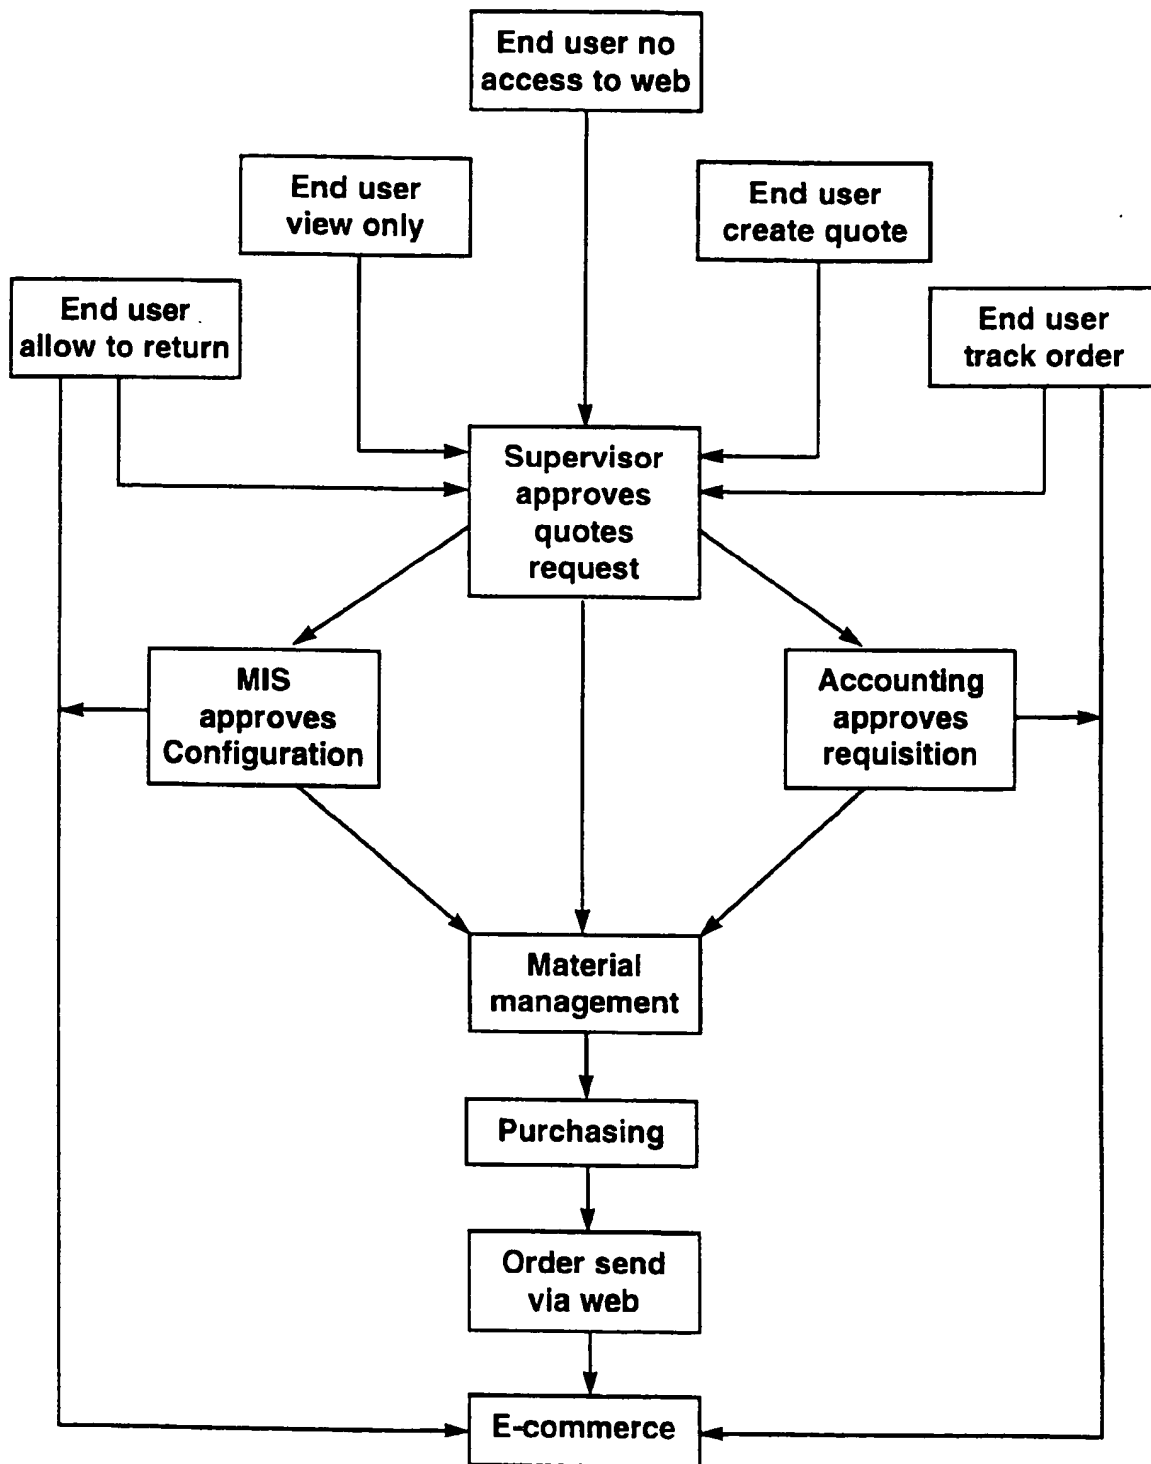 End user no
access to web
End user
view only
End user
create quote
End user
allow to return
End user
track order
Supervisor
approves
quotes
request
MIS
approves
Configuration
Accounting
approves
requisition
Material
management
Purchasing
Order send
via web
E-commerce